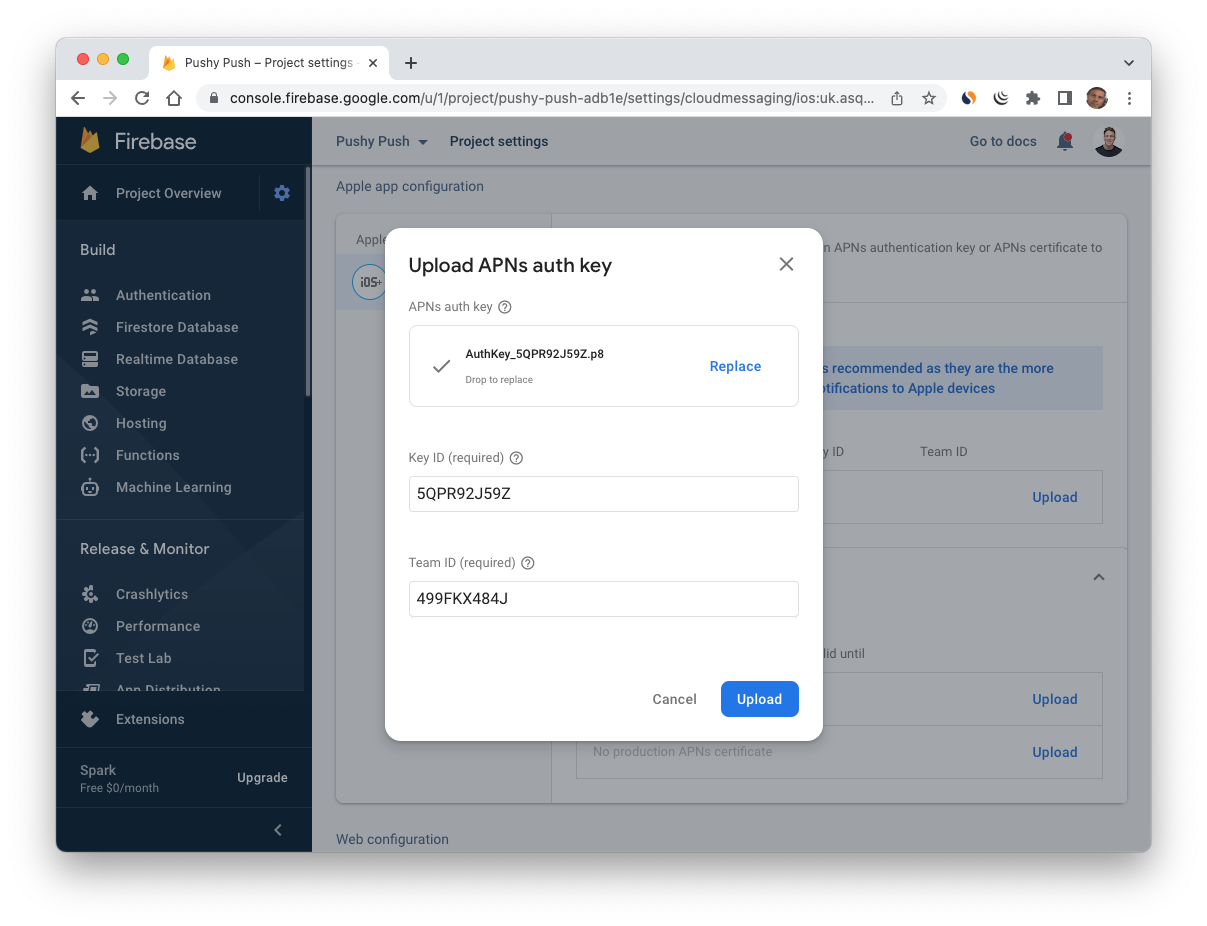 Pushy Push – Project settings
console.firebase.google.com/u/1/project/pushy-push-adb1e/settings/cloudmessaging/ios:uk.asq...
Firebase
Pushy Push
Project settings
Go to docs
Project Overview
Build
Authentication
Firestore Database
Realtime Database
Storage
Hosting
Functions
Machine Learning
Release & Monitor
Crashlytics
Performance
Test Lab
App Distribution
Extensions
Spark
Free $0/month
Upgrade
Apple app configuration
Apple
iOS+
n APNs authentication key or APNs certificate to
s recommended as they are the more
otifications to Apple devices
y ID
Team ID
Upload
lid until
Upload
No production APNs certificate
Upload
Web configuration
Upload APNs auth key
APNs auth key
AuthKey_5QPR92J59Z.p8
Drop to replace
Replace
Key ID (required)
5QPR92J59Z
Team ID (required)
499FKX484J
Cancel
Upload